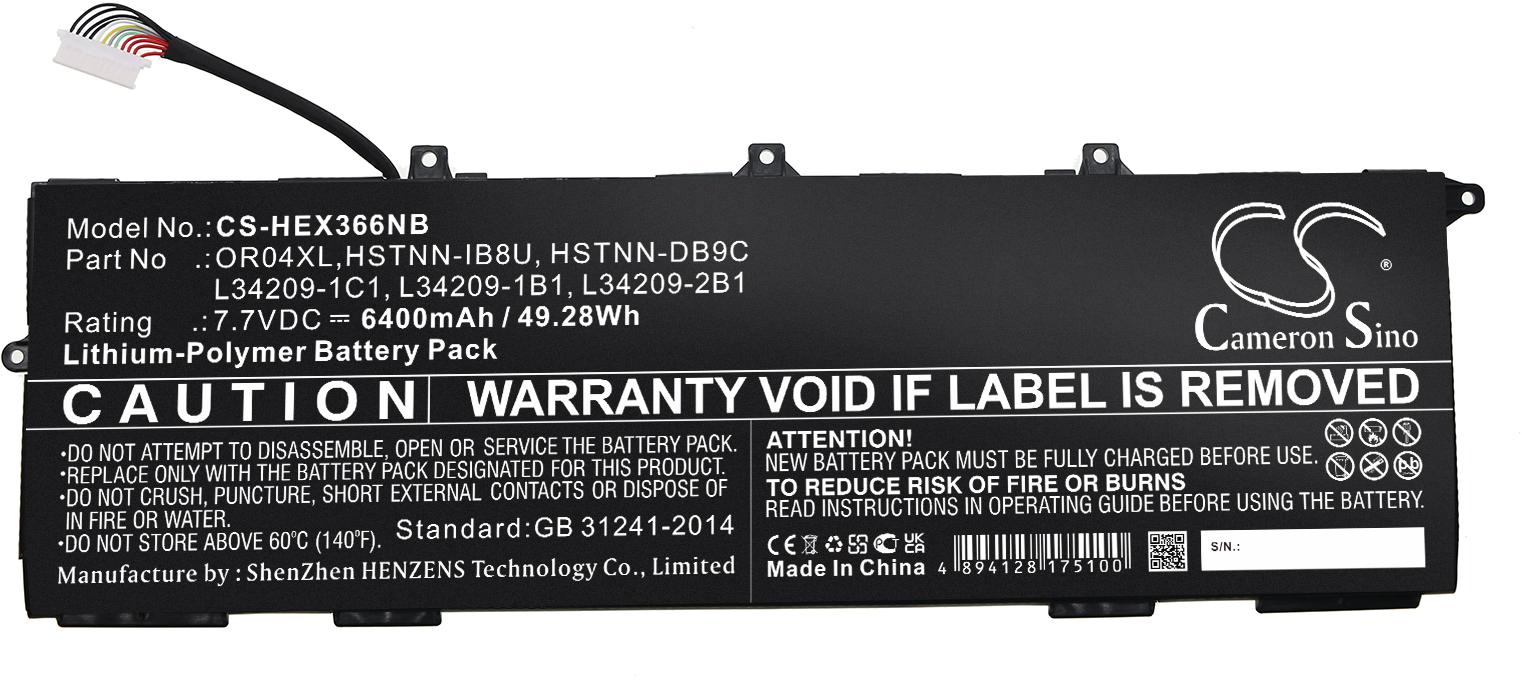 Model No.:CS-HEX366NB
Part No .:OR04XL,HSTNN-IB8U, HSTNN-DB9C
L34209-1C1, L34209-1B1, L34209-2B1
Rating .:7.7VDC ⎓ 6400mAh / 49.28Wh
Lithium-Polymer Battery Pack
Cameron Sino
®
CAUTION
WARRANTY VOID IF LABEL IS REMOVED
•DO NOT ATTEMPT TO DISASSEMBLE, OPEN OR SERVICE THE BATTERY PACK.
•REPLACE ONLY WITH THE BATTERY PACK DESIGNATED FOR THIS PRODUCT.
•DO NOT CRUSH, PUNCTURE, SHORT EXTERNAL CONTACTS OR DISPOSE OF
IN FIRE OR WATER.
•DO NOT STORE ABOVE 60°C (140°F).
Standard:GB 31241-2014
Manufacture by : ShenZhen HENZENS Technology Co., Limited
ATTENTION!
NEW BATTERY PACK MUST BE FULLY CHARGED BEFORE USE.
TO REDUCE RISK OF FIRE OR BURNS
READ INSTRUCTIONS IN OPERATING GUIDE BEFORE USING THE BATTERY.
Pb
CE UK CA
Made In China
4 894128 175100
S/N.: